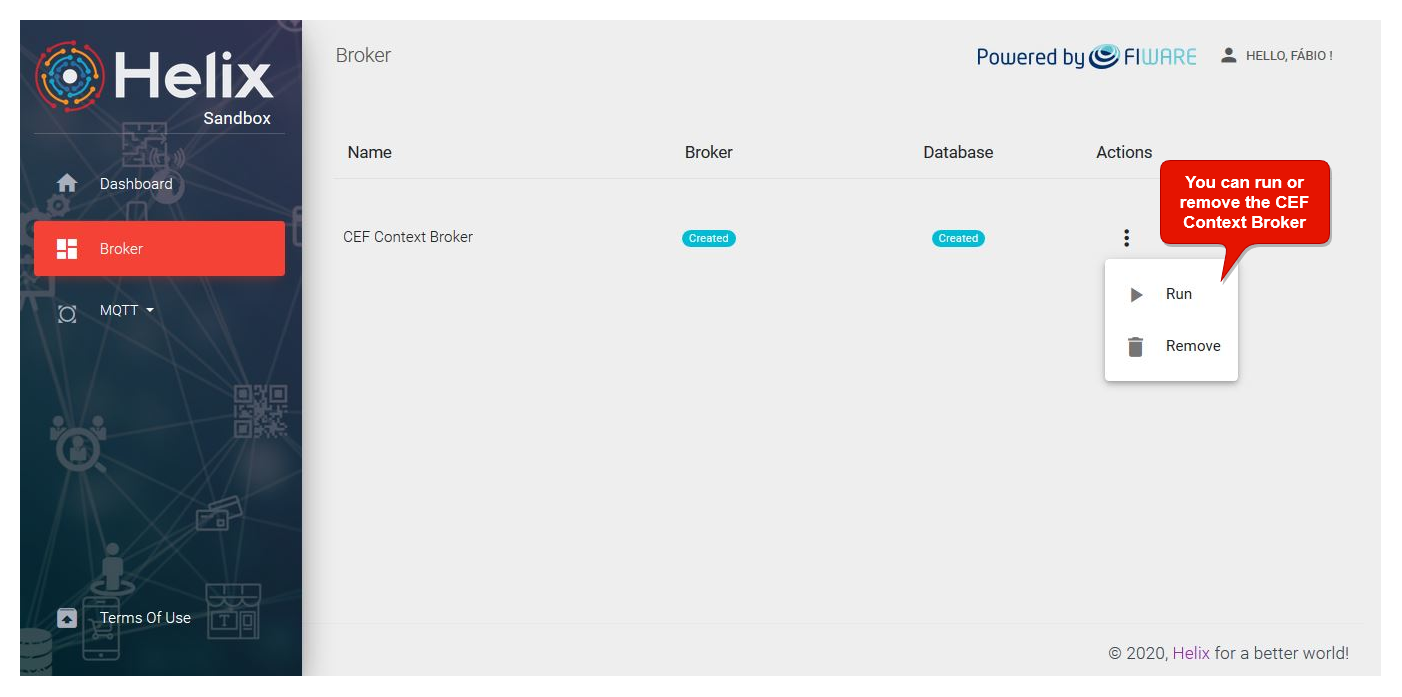 Helix
Sandbox
Broker
Powered by FIWARE
HELLO, FÁBIO !
Dashboard
Broker
MQTT
Terms Of Use
Name
Broker
Database
Actions
CEF Context Broker
Created
Created
You can run or
remove the CEF
Context Broker
Run
Remove
T
© 2020, Helix for a better world!